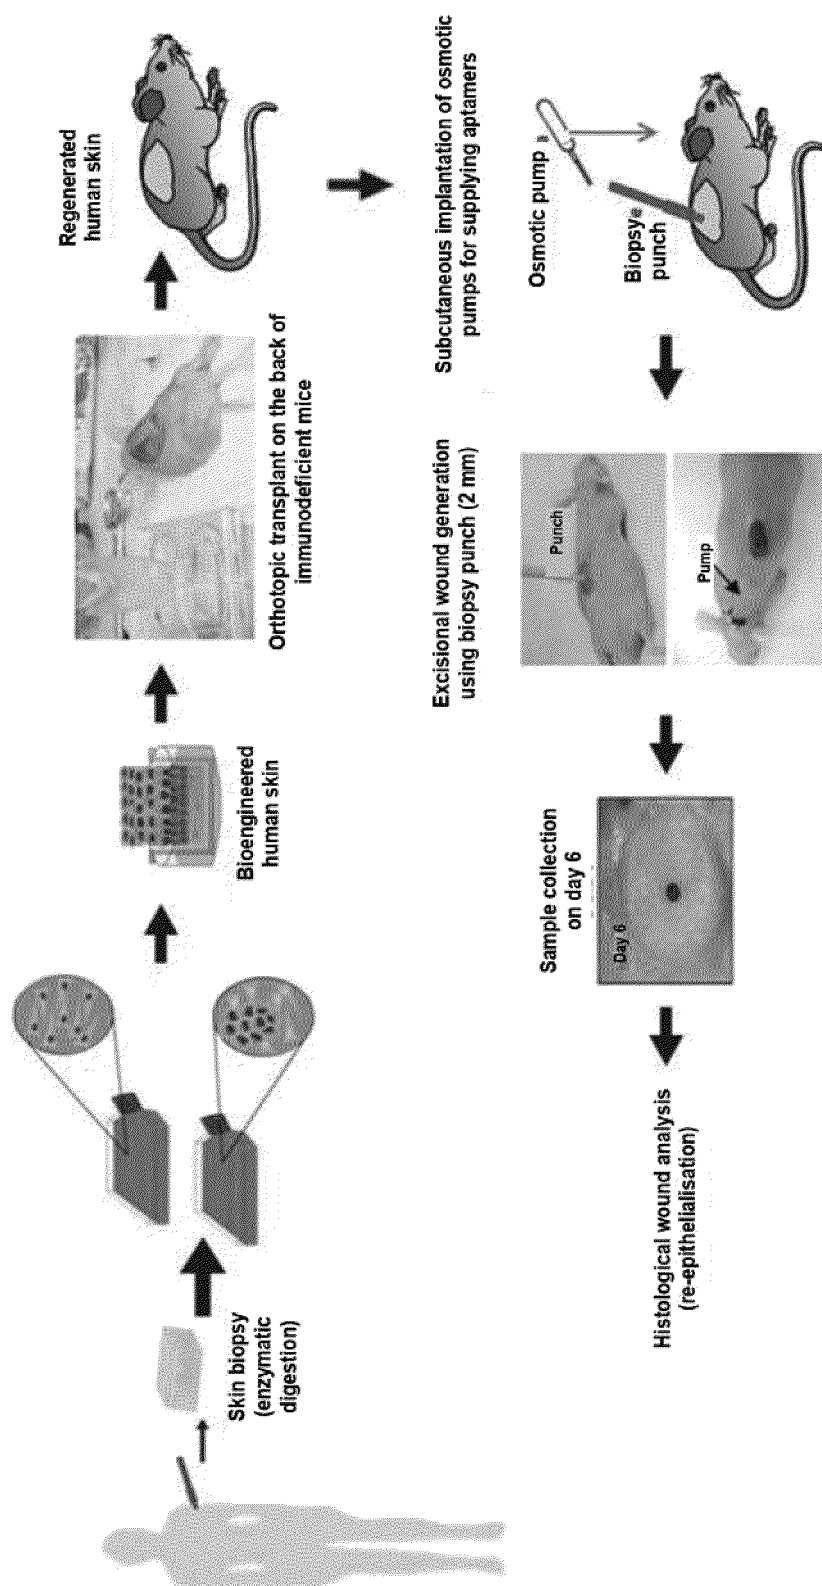 Skin biopsy
(enzymatic
digestion)
Bioengineered
human skin
Orthotopic transplant on the back of
immunodeficient mice
Regenerated
human skin
Subcutaneous implantation of osmotic
pumps for supplying aptamers
Osmotic pump
Biopsy
punch
Excisional wound generation
using biopsy punch (2 mm)
Punch
Pump
Sample collection
on day 6
Day 6
Histological wound analysis
(re-epithelialisation)